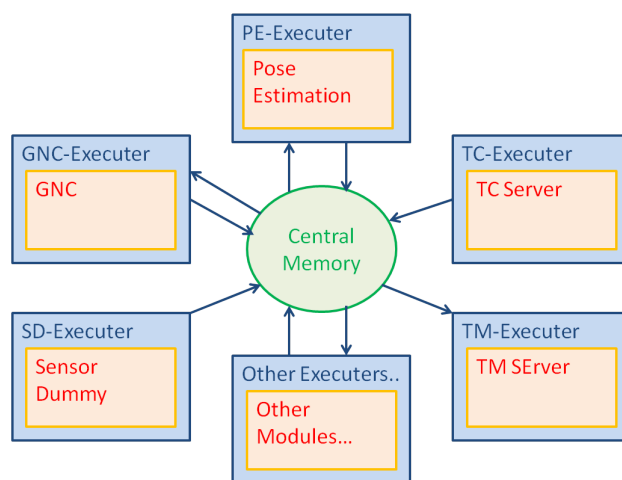 PE-Executer
Pose
Estimation
GNC-Executer
GNC
TC-Executer
TC Server
Central
Memory
SD-Executer
Sensor
Dummy
Other Executers..
Other
Modules...
TM-Executer
TM SErver